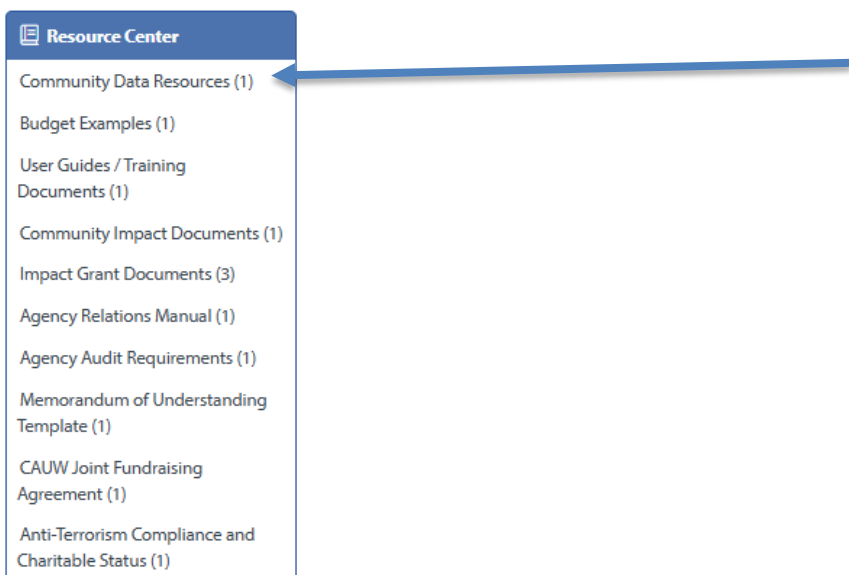 Resource Center
Community Data Resources (1)
Budget Examples (1)
User Guides / Training
Documents (1)
Community Impact Documents (1)
Impact Grant Documents (3)
Agency Relations Manual (1)
Agency Audit Requirements (1)
Memorandum of Understanding
Template (1)
CAUW Joint Fundraising
Agreement (1)
Anti-Terrorism Compliance and
Charitable Status (1)